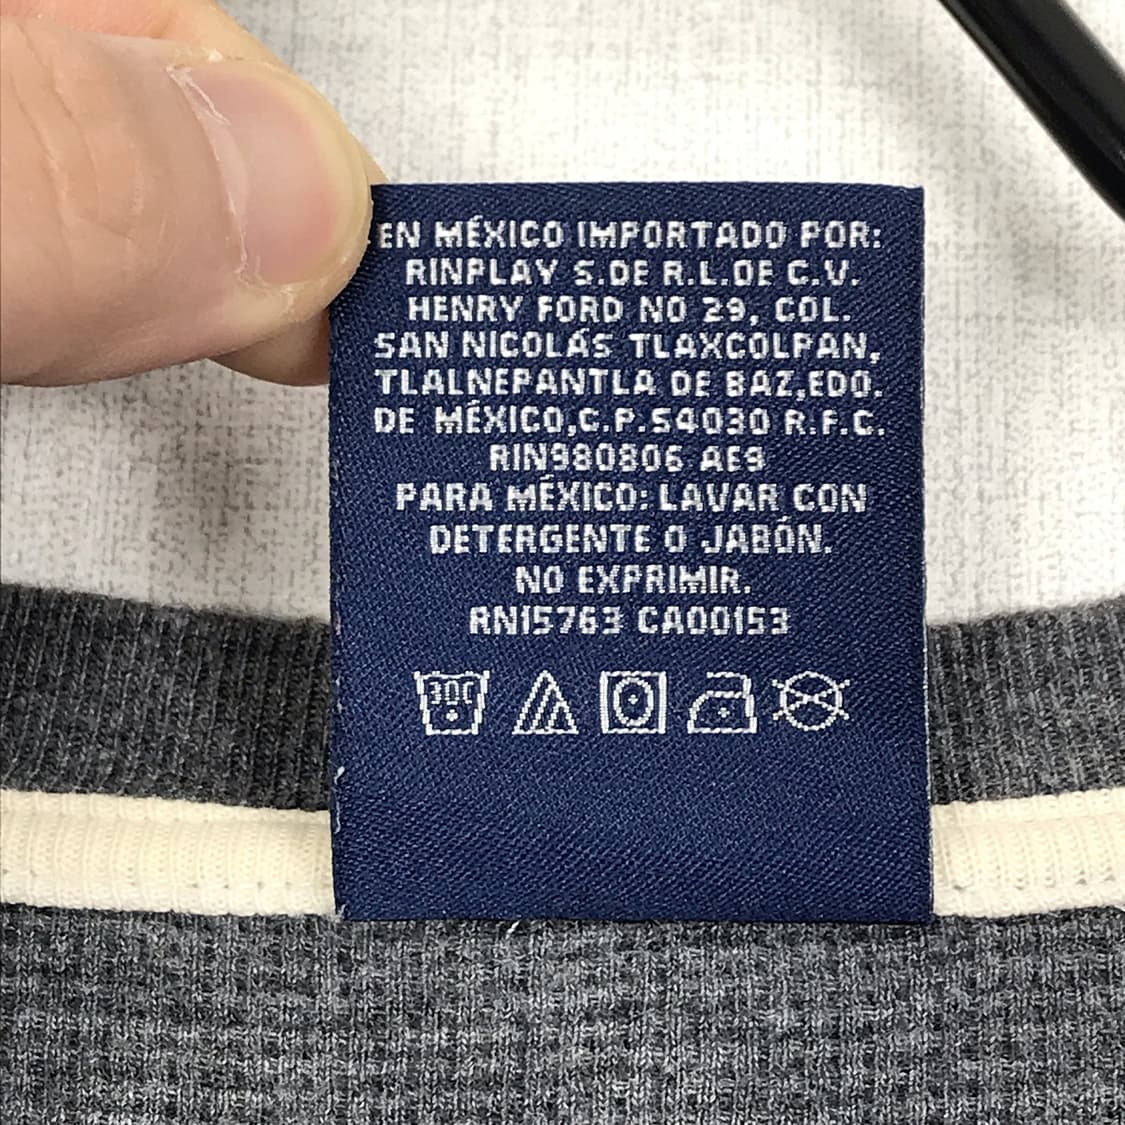 EN MÉXICO IMPORTADO POR:
RINPLAY S.DE R.L.DE C.V.
HENRY FORD NO 29, COL.
SAN NICOLÁS TLAXCOLPAN,
TLALNEPANTLA DE BAZ,EDO.
DE MÉXICO,C.P.54030 R.F.C.
RIN980806 AE9
PARA MÉXICO: LAVAR CON
DETERGENTE O JABÓN.
NO EXPRIMIR.
RN15763 CA00153
30C